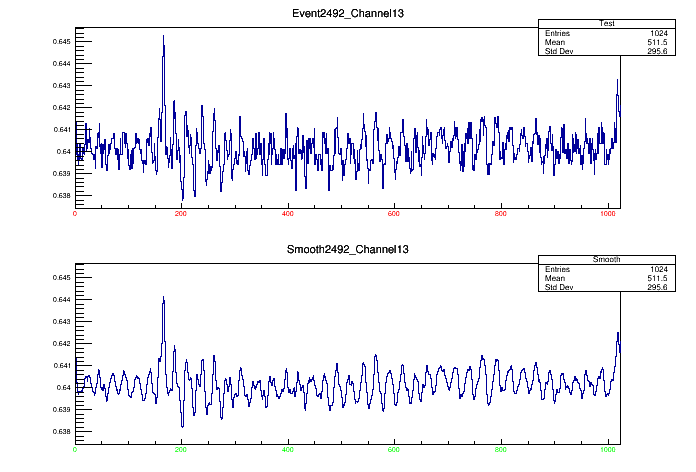 Event2492_Channel13
Test
Entries 1024
Mean 511.5
Std Dev 295.6
0.645
0.644
0.643
0.642
0.641
0.64
0.639
0.638
0 200 400 600 800 1000
Smooth2492_Channel13
Smooth
Entries 1024
Mean 511.5
Std Dev 295.6
0.645
0.644
0.643
0.642
0.641
0.64
0.639
0.638
0 200 400 600 800 1000